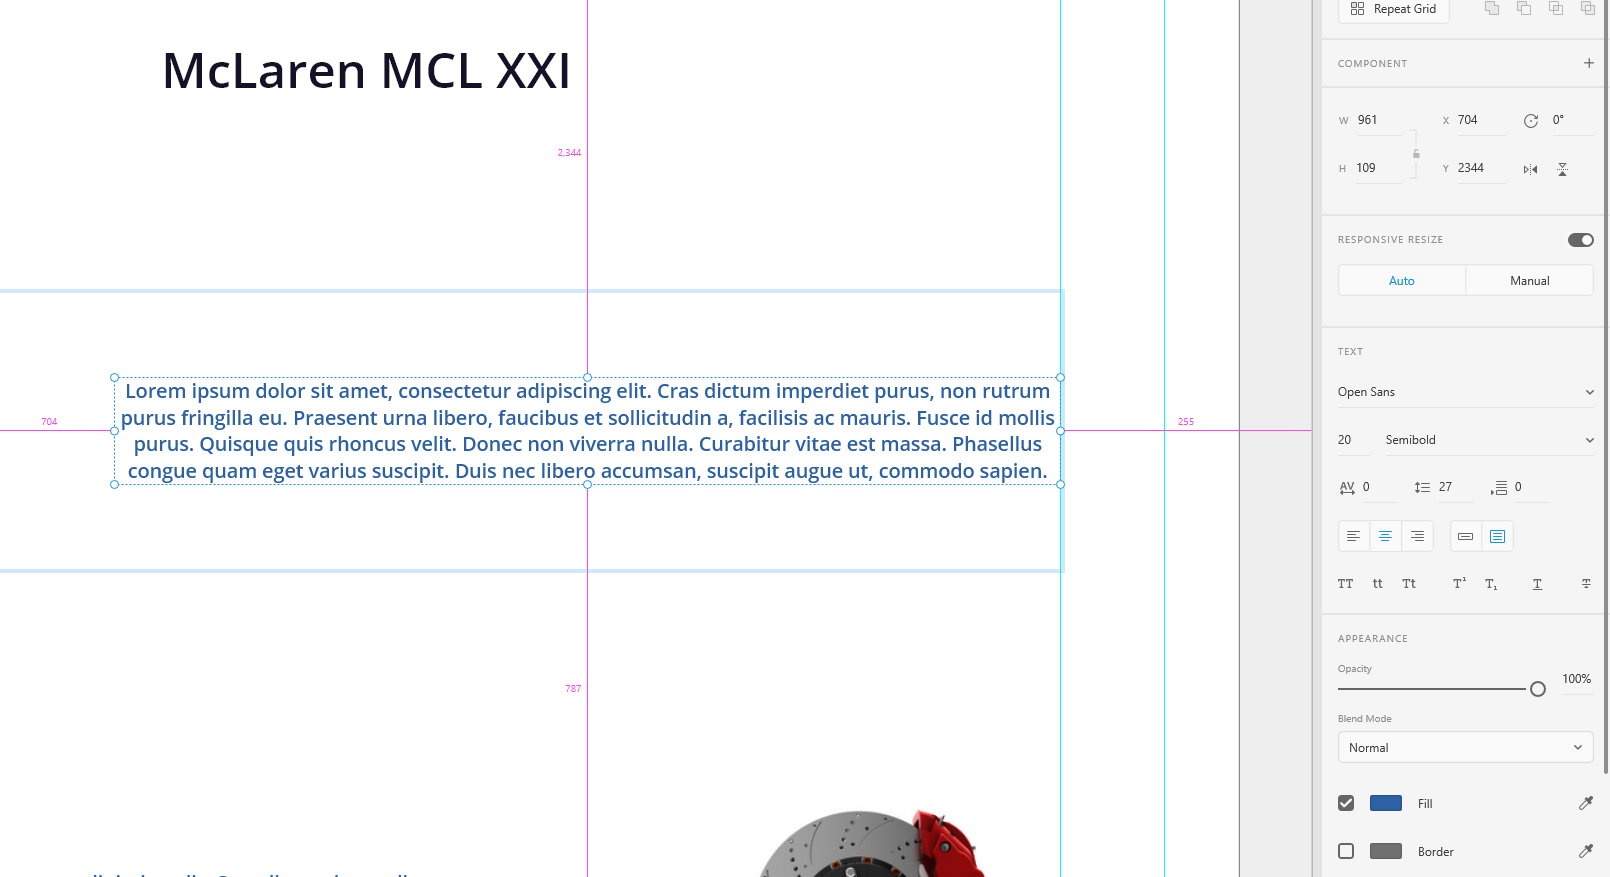 Repeat Grid
McLaren MCL XXI
COMPONENT
W 961
X 704
0°
2,344
H 109
Y 2344
RESPONSIVE RESIZE
Auto
Manual
TEXT
Lorem ipsum dolor sit amet, consectetur adipiscing elit. Cras dictum imperdiet purus, non rutrum
purus fringilla eu. Praesent urna libero, faucibus et sollicitudin a, facilisis ac mauris. Fusce id mollis
purus. Quisque quis rhoncus velit. Donec non viverra nulla. Curabitur vitae est massa. Phasellus
congue quam eget varius suscipit. Duis nec libero accumsan, suscipit augue ut, commodo sapien.
704
255
Open Sans
20
Semibold
AV 0
27
0
TT tt Tt T¹ T₁ T T
APPEARANCE
Opacity
100%
787
Blend Mode
Normal
Fill
Border